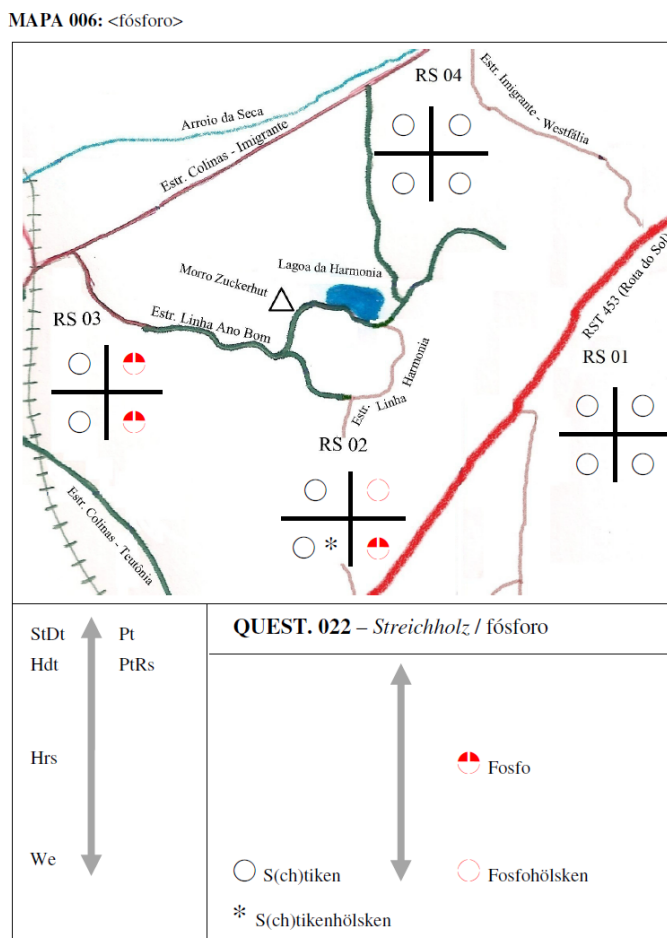 MAPA 006: <fósforo>
RS 04
Estr. Imigrante - Westfália
Arroio da Seca
Estr. Colinas - Imigrante
Lagoa da Harmonia
Morro Zuckerhut
RST 453 (Rota do Sol)
RS 03
Estr. Linha Ano Bom
Estr. Linha Harmonia
RS 01
RS 02
*
Estr. Colinas - Teutônia
StDt Pt
Hdt PtRs
Hrs
We
QUEST. 022 – Streichholz / fósforo
Fosfo
S(ch)tiken
Fosfohölsken
* S(ch)tikenhölsken